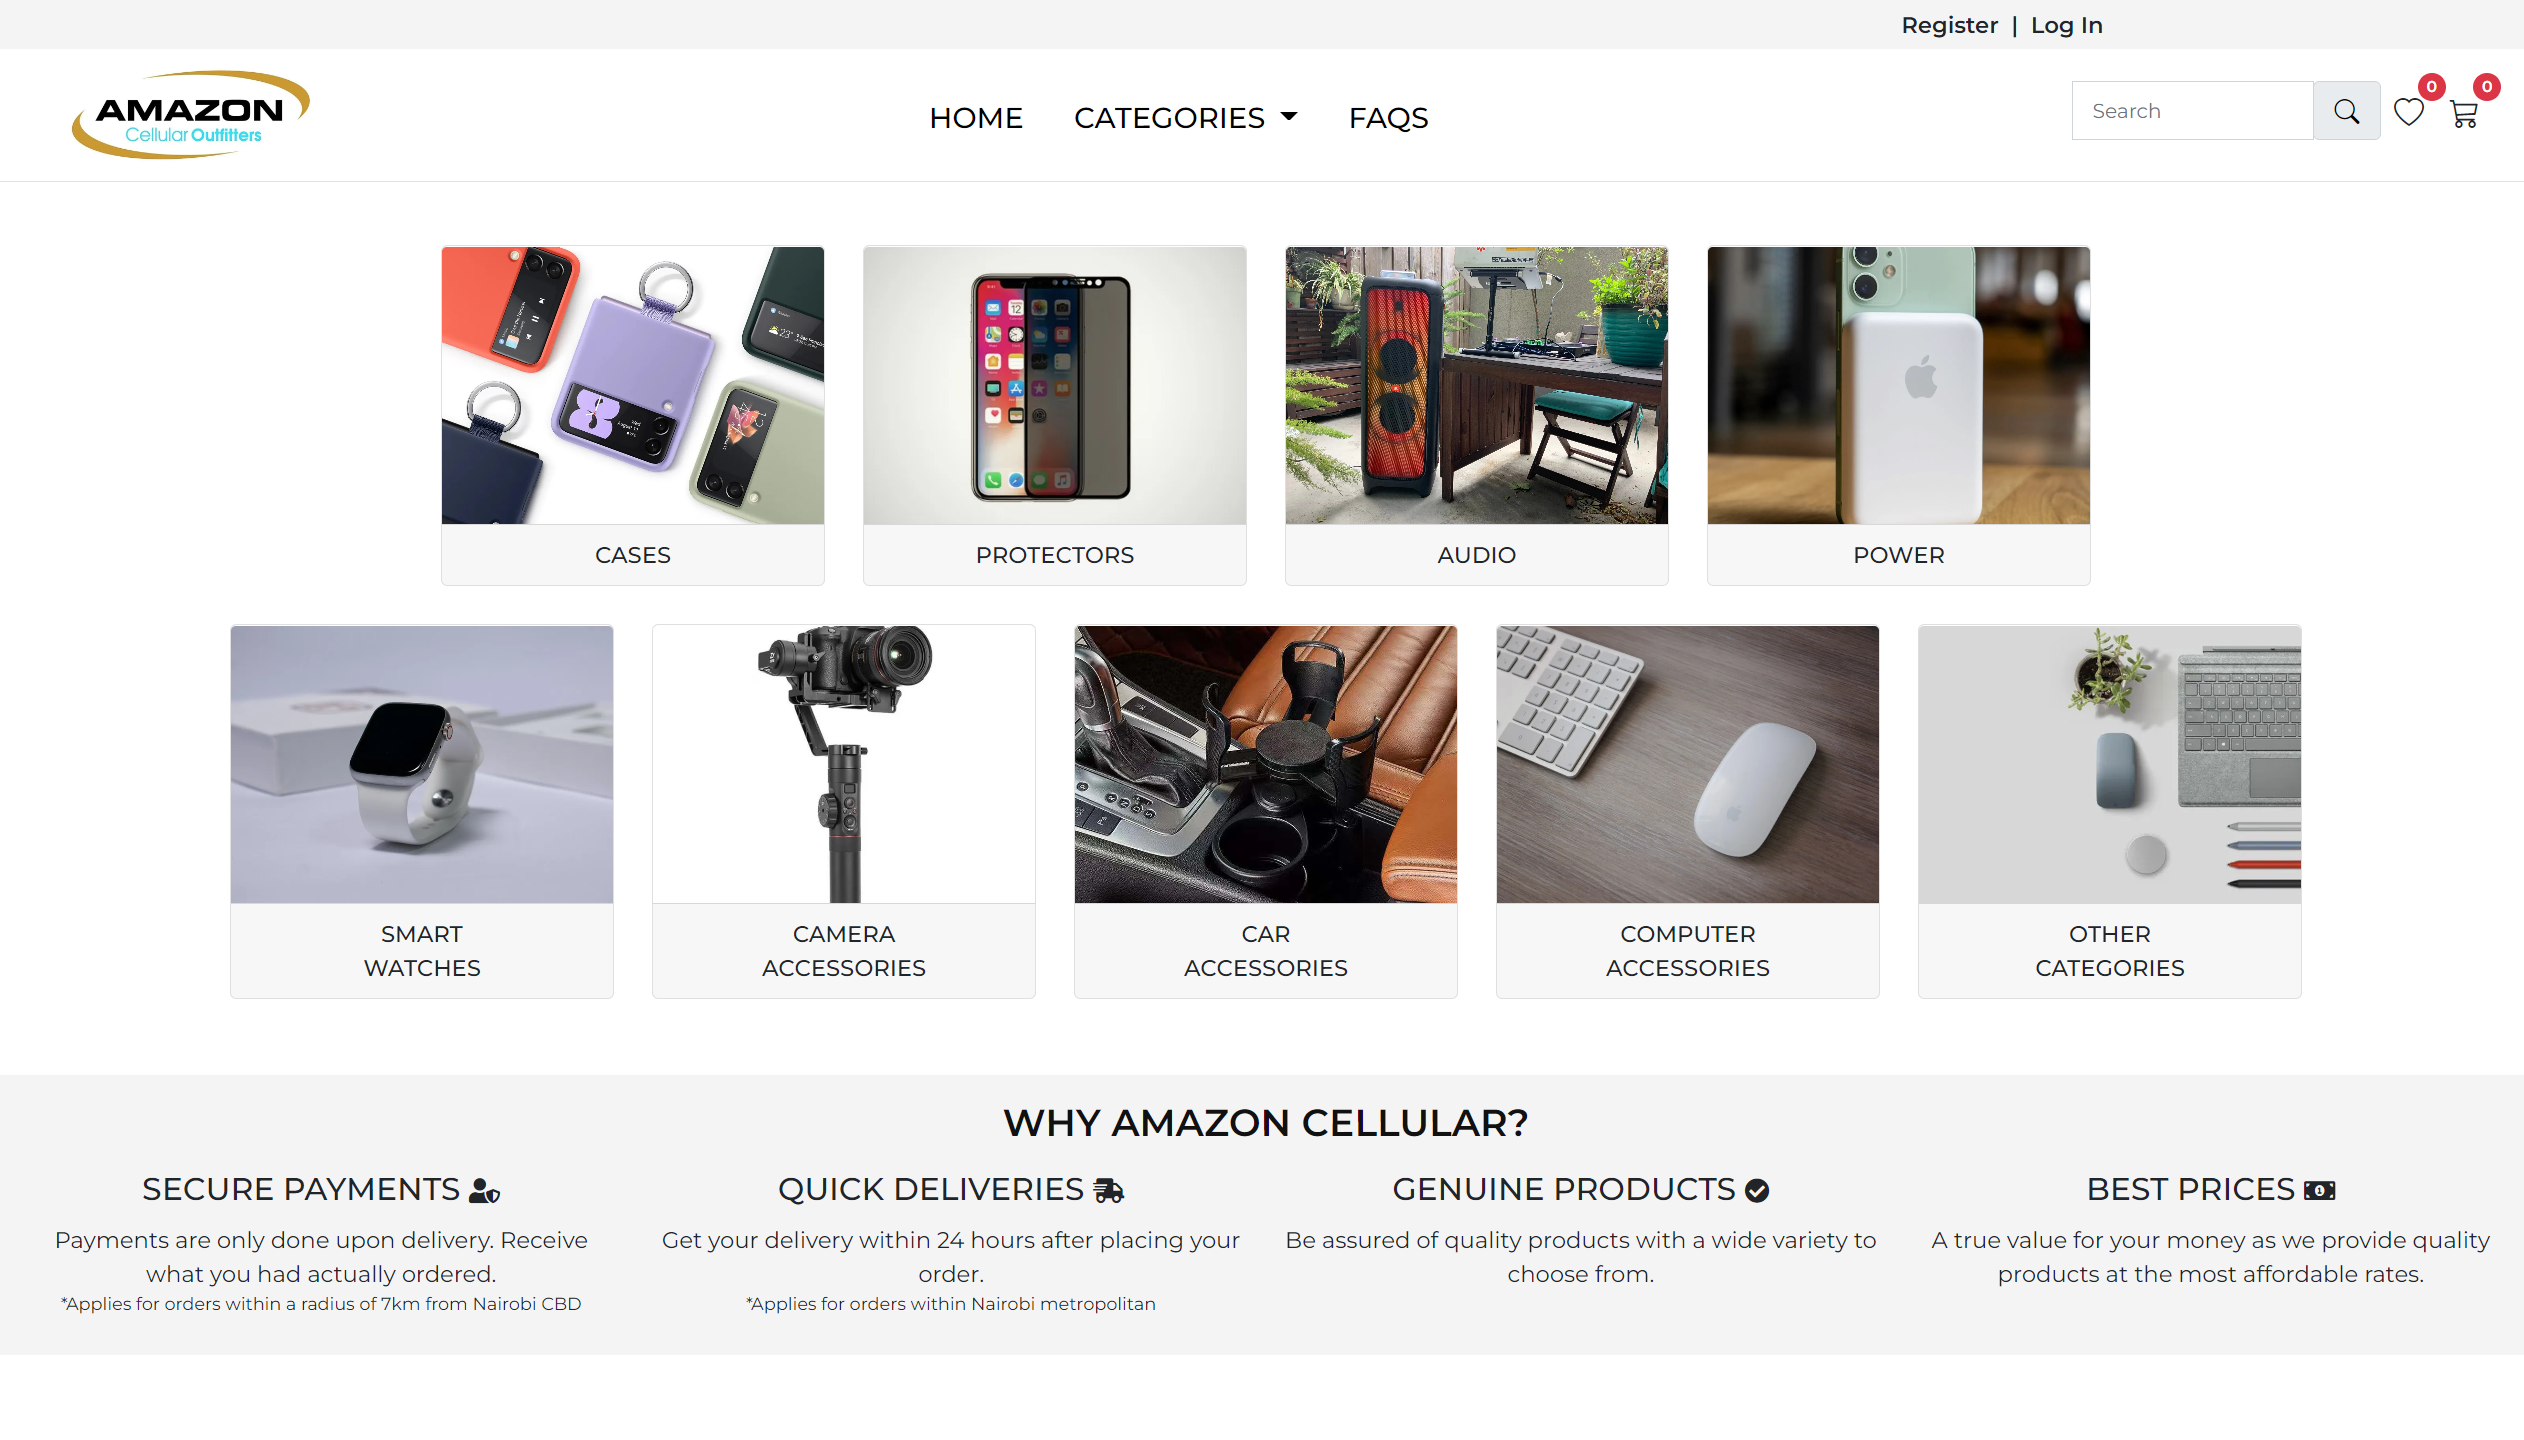 Register | Log In
AMAZON
Cellular Outfitters
HOME
CATEGORIES
FAQS
Search
0
0
CASES
PROTECTORS
AUDIO
POWER
SMART
WATCHES
CAMERA
ACCESSORIES
CAR
ACCESSORIES
COMPUTER
ACCESSORIES
OTHER
CATEGORIES
WHY AMAZON CELLULAR?
SECURE PAYMENTS
Payments are only done upon delivery. Receive
what you had actually ordered.
*Applies for orders within a radius of 7km from Nairobi CBD
QUICK DELIVERIES
Get your delivery within 24 hours after placing your
order.
*Applies for orders within Nairobi metropolitan
GENUINE PRODUCTS
Be assured of quality products with a wide variety to
choose from.
BEST PRICES
A true value for your money as we provide quality
products at the most affordable rates.